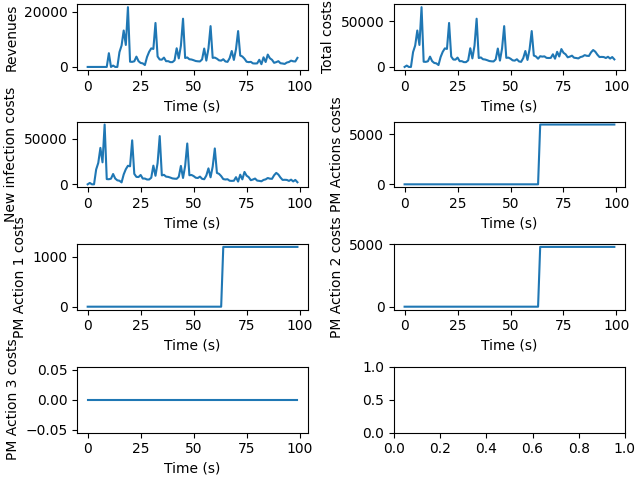 Revenues
20000
0
0 25 50 75 100
Time (s)
Total costs
50000
0
0 25 50 75 100
Time (s)
New infection costs
50000
0
0 25 50 75 100
Time (s)
PM Actions costs
5000
0
0 25 50 75 100
Time (s)
PM Action 1 costs
1000
0
0 25 50 75 100
Time (s)
PM Action 2 costs
5000
0
0 25 50 75 100
Time (s)
PM Action 3 costs
0.05
0.00
−0.05
0 25 50 75 100
Time (s)
1.0
0.5
0.0
0.0 0.2 0.4 0.6 0.8 1.0